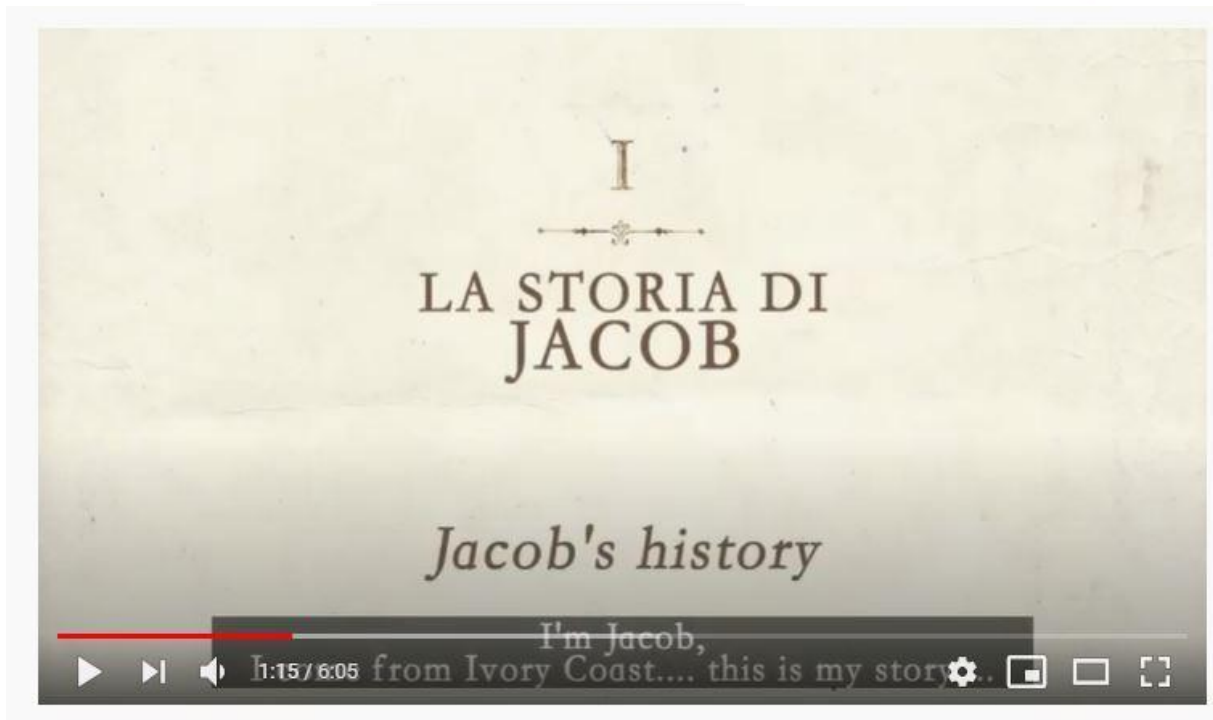 I
LA STORIA DI
JACOB
Jacob's history
I'm Jacob,
from Ivory Coast.... this is my story...
1:15 / 6:05